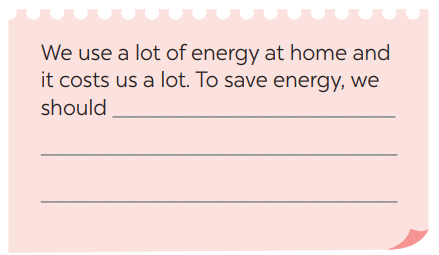 We use a lot of energy at home and
it costs us a lot. To save energy, we
should